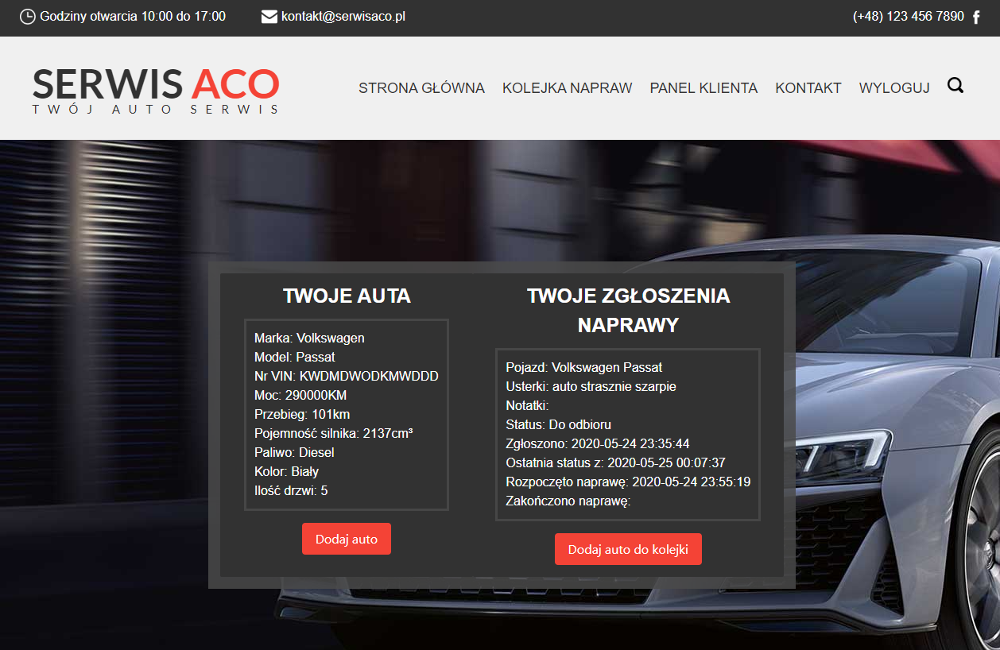 Godziny otwarcia 10:00 do 17:00 kontakt@serwisaco.pl (+48) 123 456 7890
SERWIS ACO
TWÓJ AUTO SERWIS
STRONA GŁÓWNA KOLEJKA NAPRAW PANEL KLIENTA KONTAKT WYLOGUJ
TWOJE AUTA
Marka: Volkswagen
Model: Passat
Nr VIN: KWDMDWODKMWDDD
Moc: 290000KM
Przebieg: 101km
Pojemność silnika: 2137cm³
Paliwo: Diesel
Kolor: Biały
Ilość drzwi: 5
Dodaj auto
TWOJE ZGŁOSZENIA
NAPRAWY
Pojazd: Volkswagen Passat
Usterki: auto strasznie szarpie
Notatki:
Status: Do odbioru
Zgłoszono: 2020-05-24 23:35:44
Ostatnia status z: 2020-05-25 00:07:37
Rozpoczęto naprawę: 2020-05-24 23:55:19
Zakończono naprawę:
Dodaj auto do kolejki